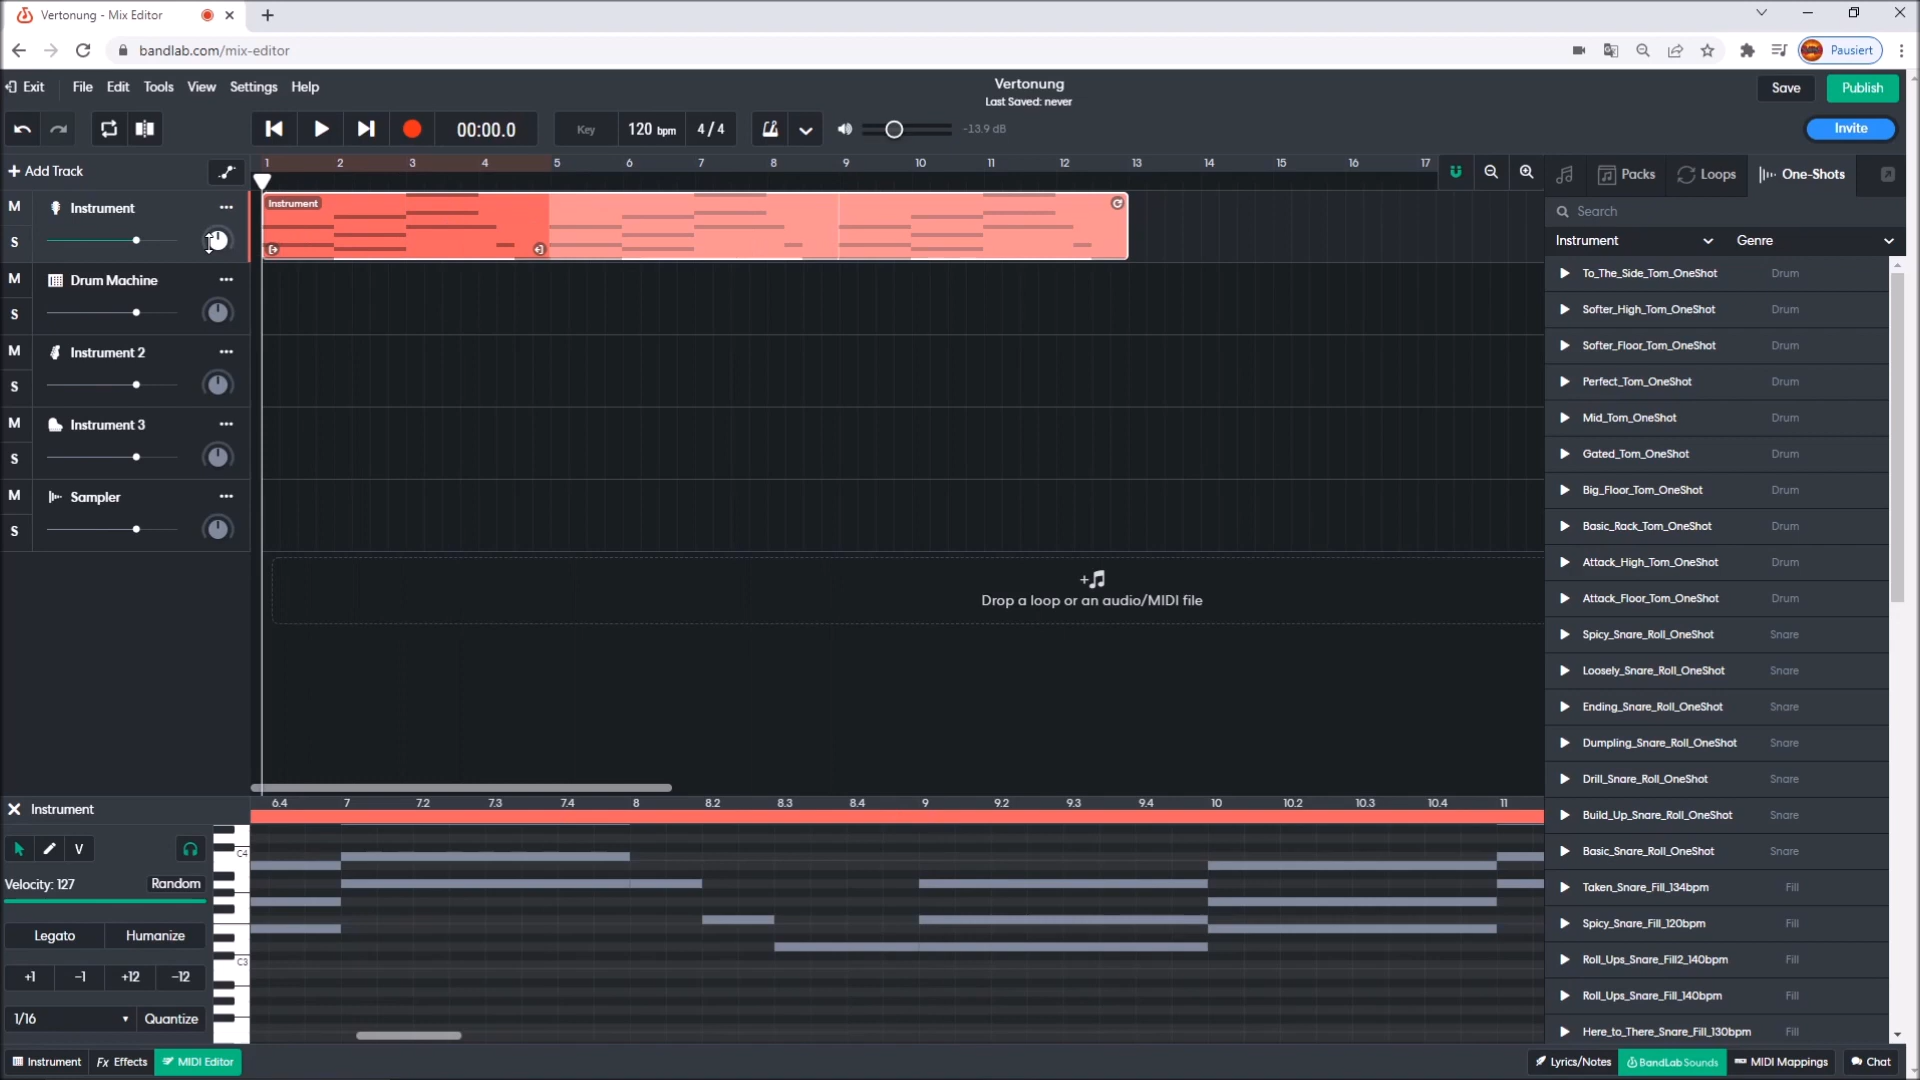 Vertonung - Mix Editor
bandlab.com/mix-editor
Pausiert
Exit File Edit Tools View Settings Help
Vertonung
Last Saved: never
Save Publish
00:00.0 Key 120 bpm 4 / 4 -13.9 dB
Invite
+ Add Track
1 2 3 4 5 6 7 8 9 10 11 12 13 14 15 16 17
Packs Loops One-Shots
M Instrument
S
Instrument
Search
Instrument Genre
M Drum Machine
S
M Instrument 2
S
M Instrument 3
S
M Sampler
S
Drop a loop or an audio/MIDI file
To_The_Side_Tom_OneShot Drum
Softer_High_Tom_OneShot Drum
Softer_Floor_Tom_OneShot Drum
Perfect_Tom_OneShot Drum
Mid_Tom_OneShot Drum
Gated_Tom_OneShot Drum
Big_Floor_Tom_OneShot Drum
Basic_Rack_Tom_OneShot Drum
Attack_High_Tom_OneShot Drum
Attack_Floor_Tom_OneShot Drum
Spicy_Snare_Roll_OneShot Snare
Loosely_Snare_Roll_OneShot Snare
Ending_Snare_Roll_OneShot Snare
Dumpling_Snare_Roll_OneShot Snare
Drill_Snare_Roll_OneShot Snare
Build_Up_Snare_Roll_OneShot Snare
Basic_Snare_Roll_OneShot Snare
Taken_Snare_Fill_134bpm Fill
Spicy_Snare_Fill_120bpm Fill
Roll_Ups_Snare_Fill2_140bpm Fill
Roll_Ups_Snare_Fill_140bpm Fill
Here_to_There_Snare_Fill_130bpm Fill
Instrument
6.4 7 7.2 7.3 7.4 8 8.2 8.3 8.4 9 9.2 9.3 9.4 10 10.2 10.3 10.4 11
V
C4
Velocity: 127 Random
Legato Humanize
C3
+1 -1 +12 -12
1/16 Quantize
Instrument Fx Effects MIDI Editor
Lyrics/Notes BandLab Sounds MIDI Mappings Chat